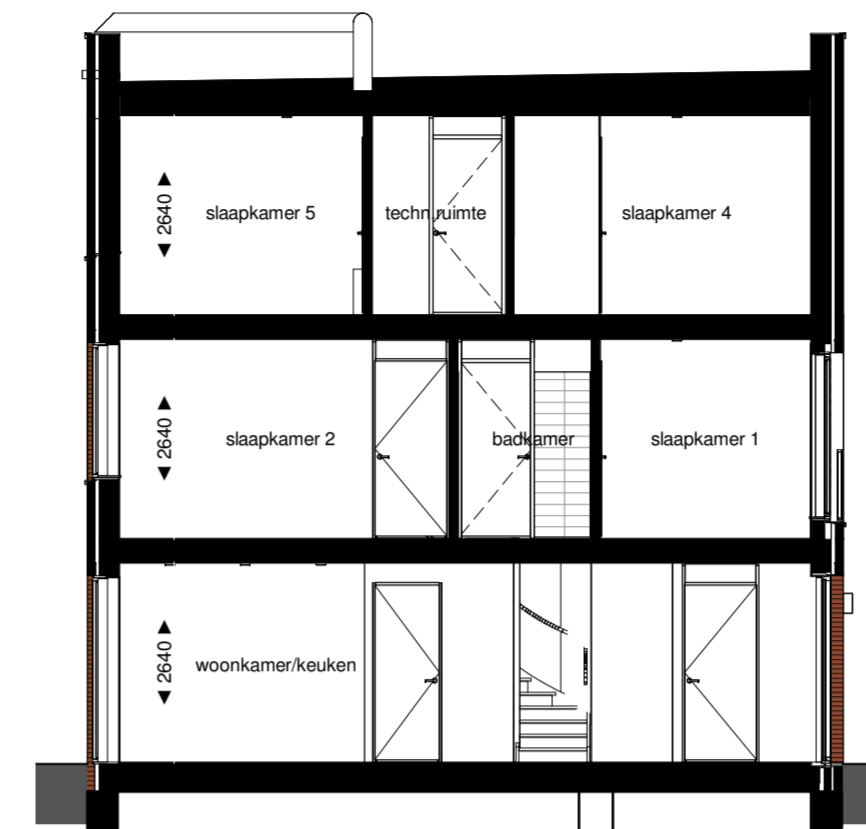 ◄ 2640 ►
slaapkamer 5
techn.ruimte
slaapkamer 4
◄ 2640 ►
slaapkamer 2
badkamer
slaapkamer 1
◄ 2640 ►
woonkamer/keuken